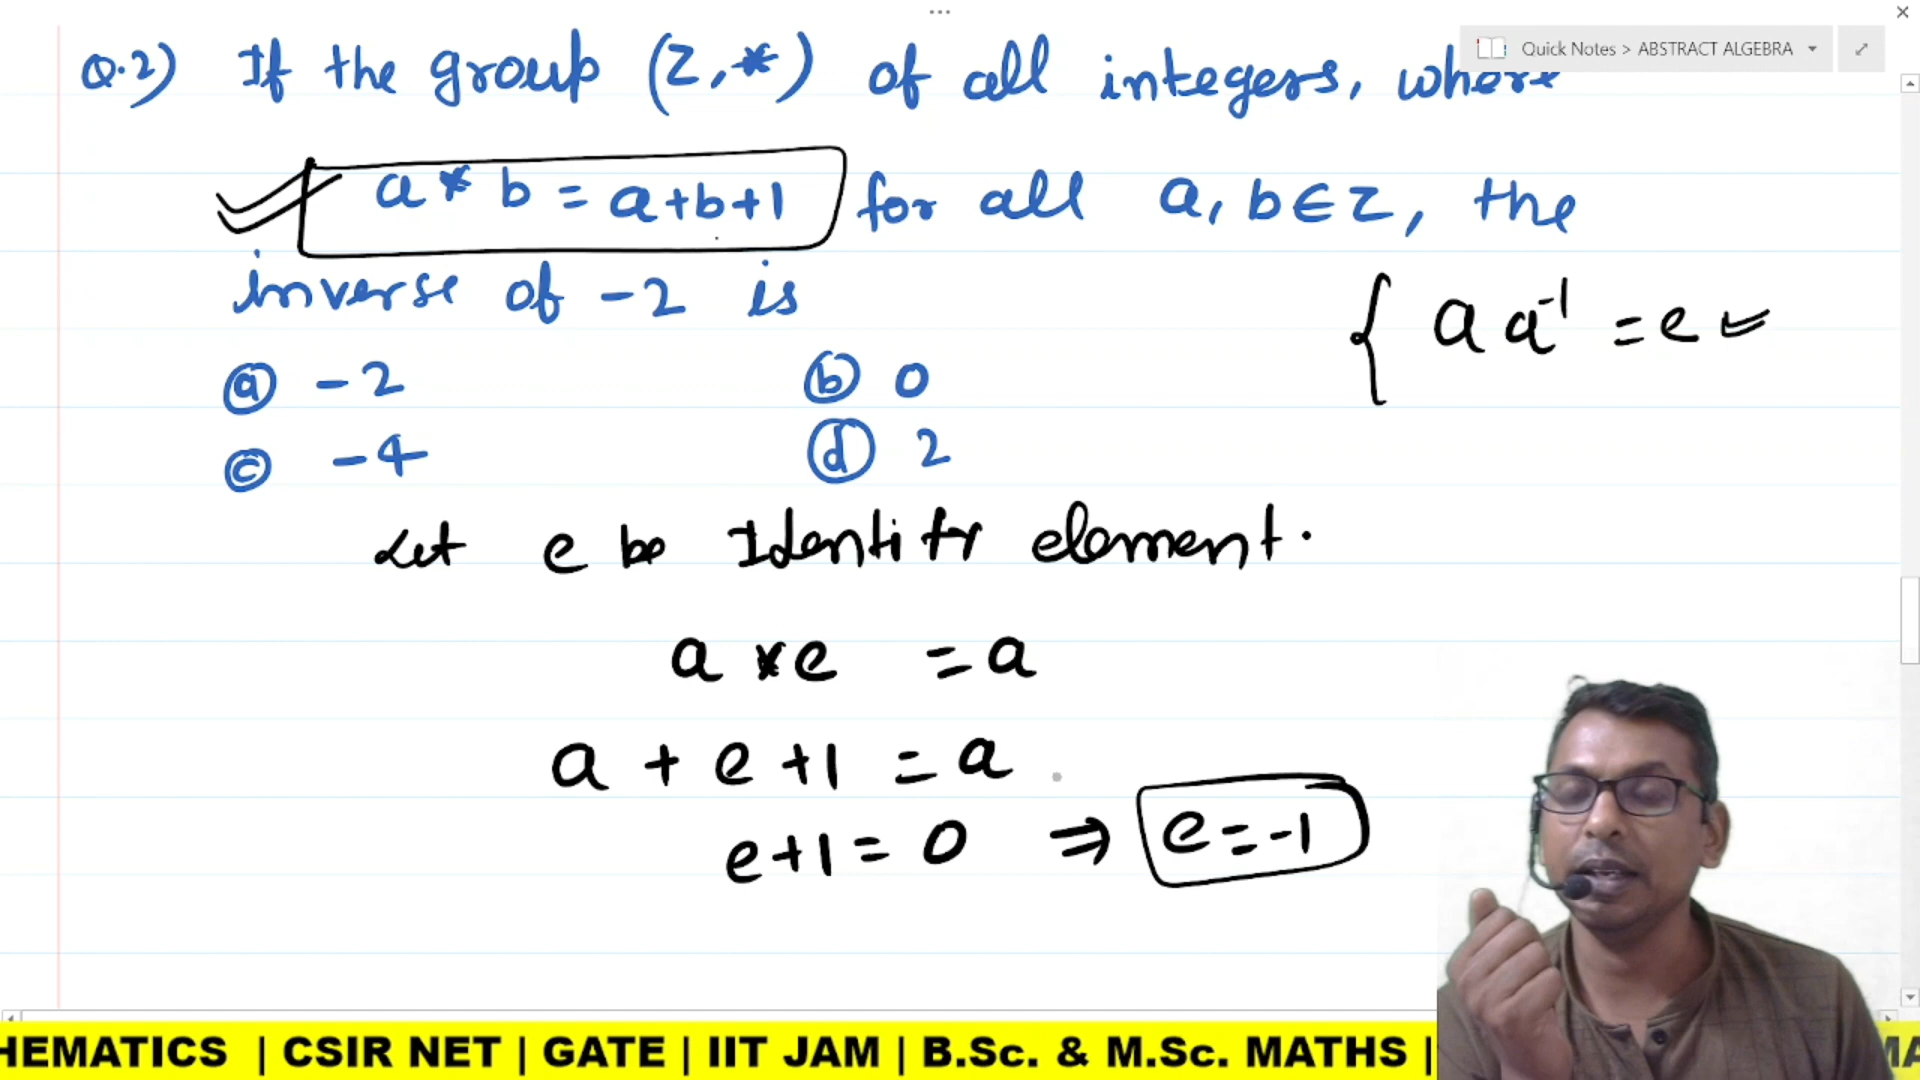 Quick Notes > ABSTRACT ALGEBRA
Q.2) If the group (Z, *) of all integers, where
a * b = a+b+1 for all a, b ∈ Z, the
inverse of -2 is
{ a a⁻¹ = e
(a) -2 (b) 0
(c) -4 (d) 2
Let e be Identity element.
a * e = a
a + e + 1 = a
e+1 = 0 ⇒ e = -1
HEMATICS | CSIR NET | GATE | IIT JAM | B.Sc. & M.Sc. MATHS |